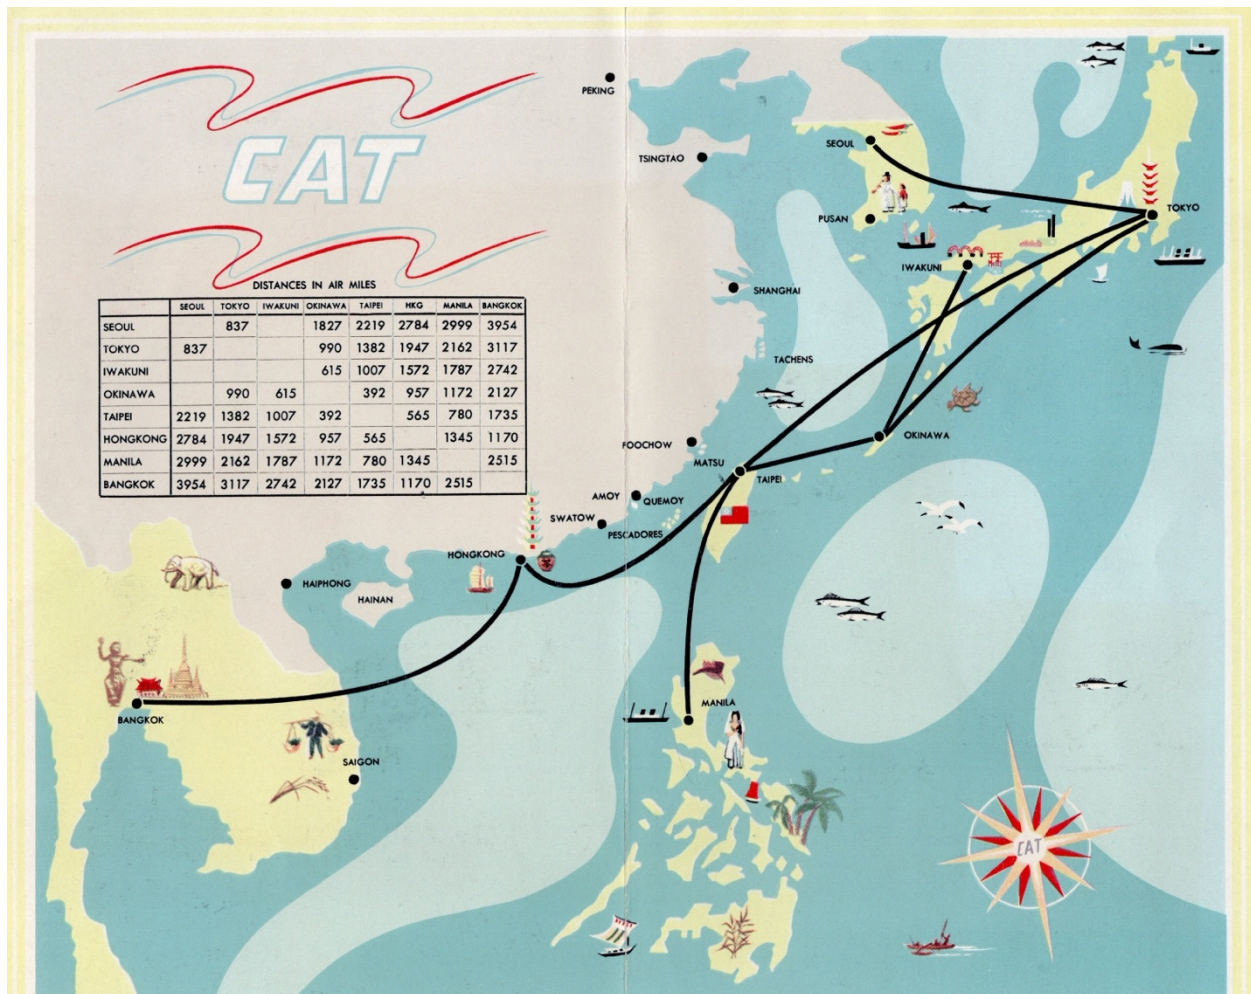 CAT
DISTANCES IN AIR MILES
SEOUL TOKYO IWAKUNI OKINAWA TAIPEI HKG MANILA BANGKOK
SEOUL 837 1827 2219 2784 2999 3954
TOKYO 837 990 1382 1947 2162 3117
IWAKUNI 615 1007 1572 1787 2742
OKINAWA 990 615 392 957 1172 2127
TAIPEI 2219 1382 1007 392 565 780 1735
HONGKONG 2784 1947 1572 957 565 1345 1170
MANILA 2999 2162 1787 1172 780 1345 2515
BANGKOK 3954 3117 2742 2127 1735 1170 2515
PEKING
TSINGTAO
SEOUL
PUSAN
TOKYO
IWAKUNI
SHANGHAI
TACHENS
OKINAWA
FOOCHOW
MATSU
TAIPEI
AMOY
QUEMOY
SWATOW
PESCADORES
HONGKONG
HAIPHONG
HAINAN
BANGKOK
MANILA
SAIGON
CAT